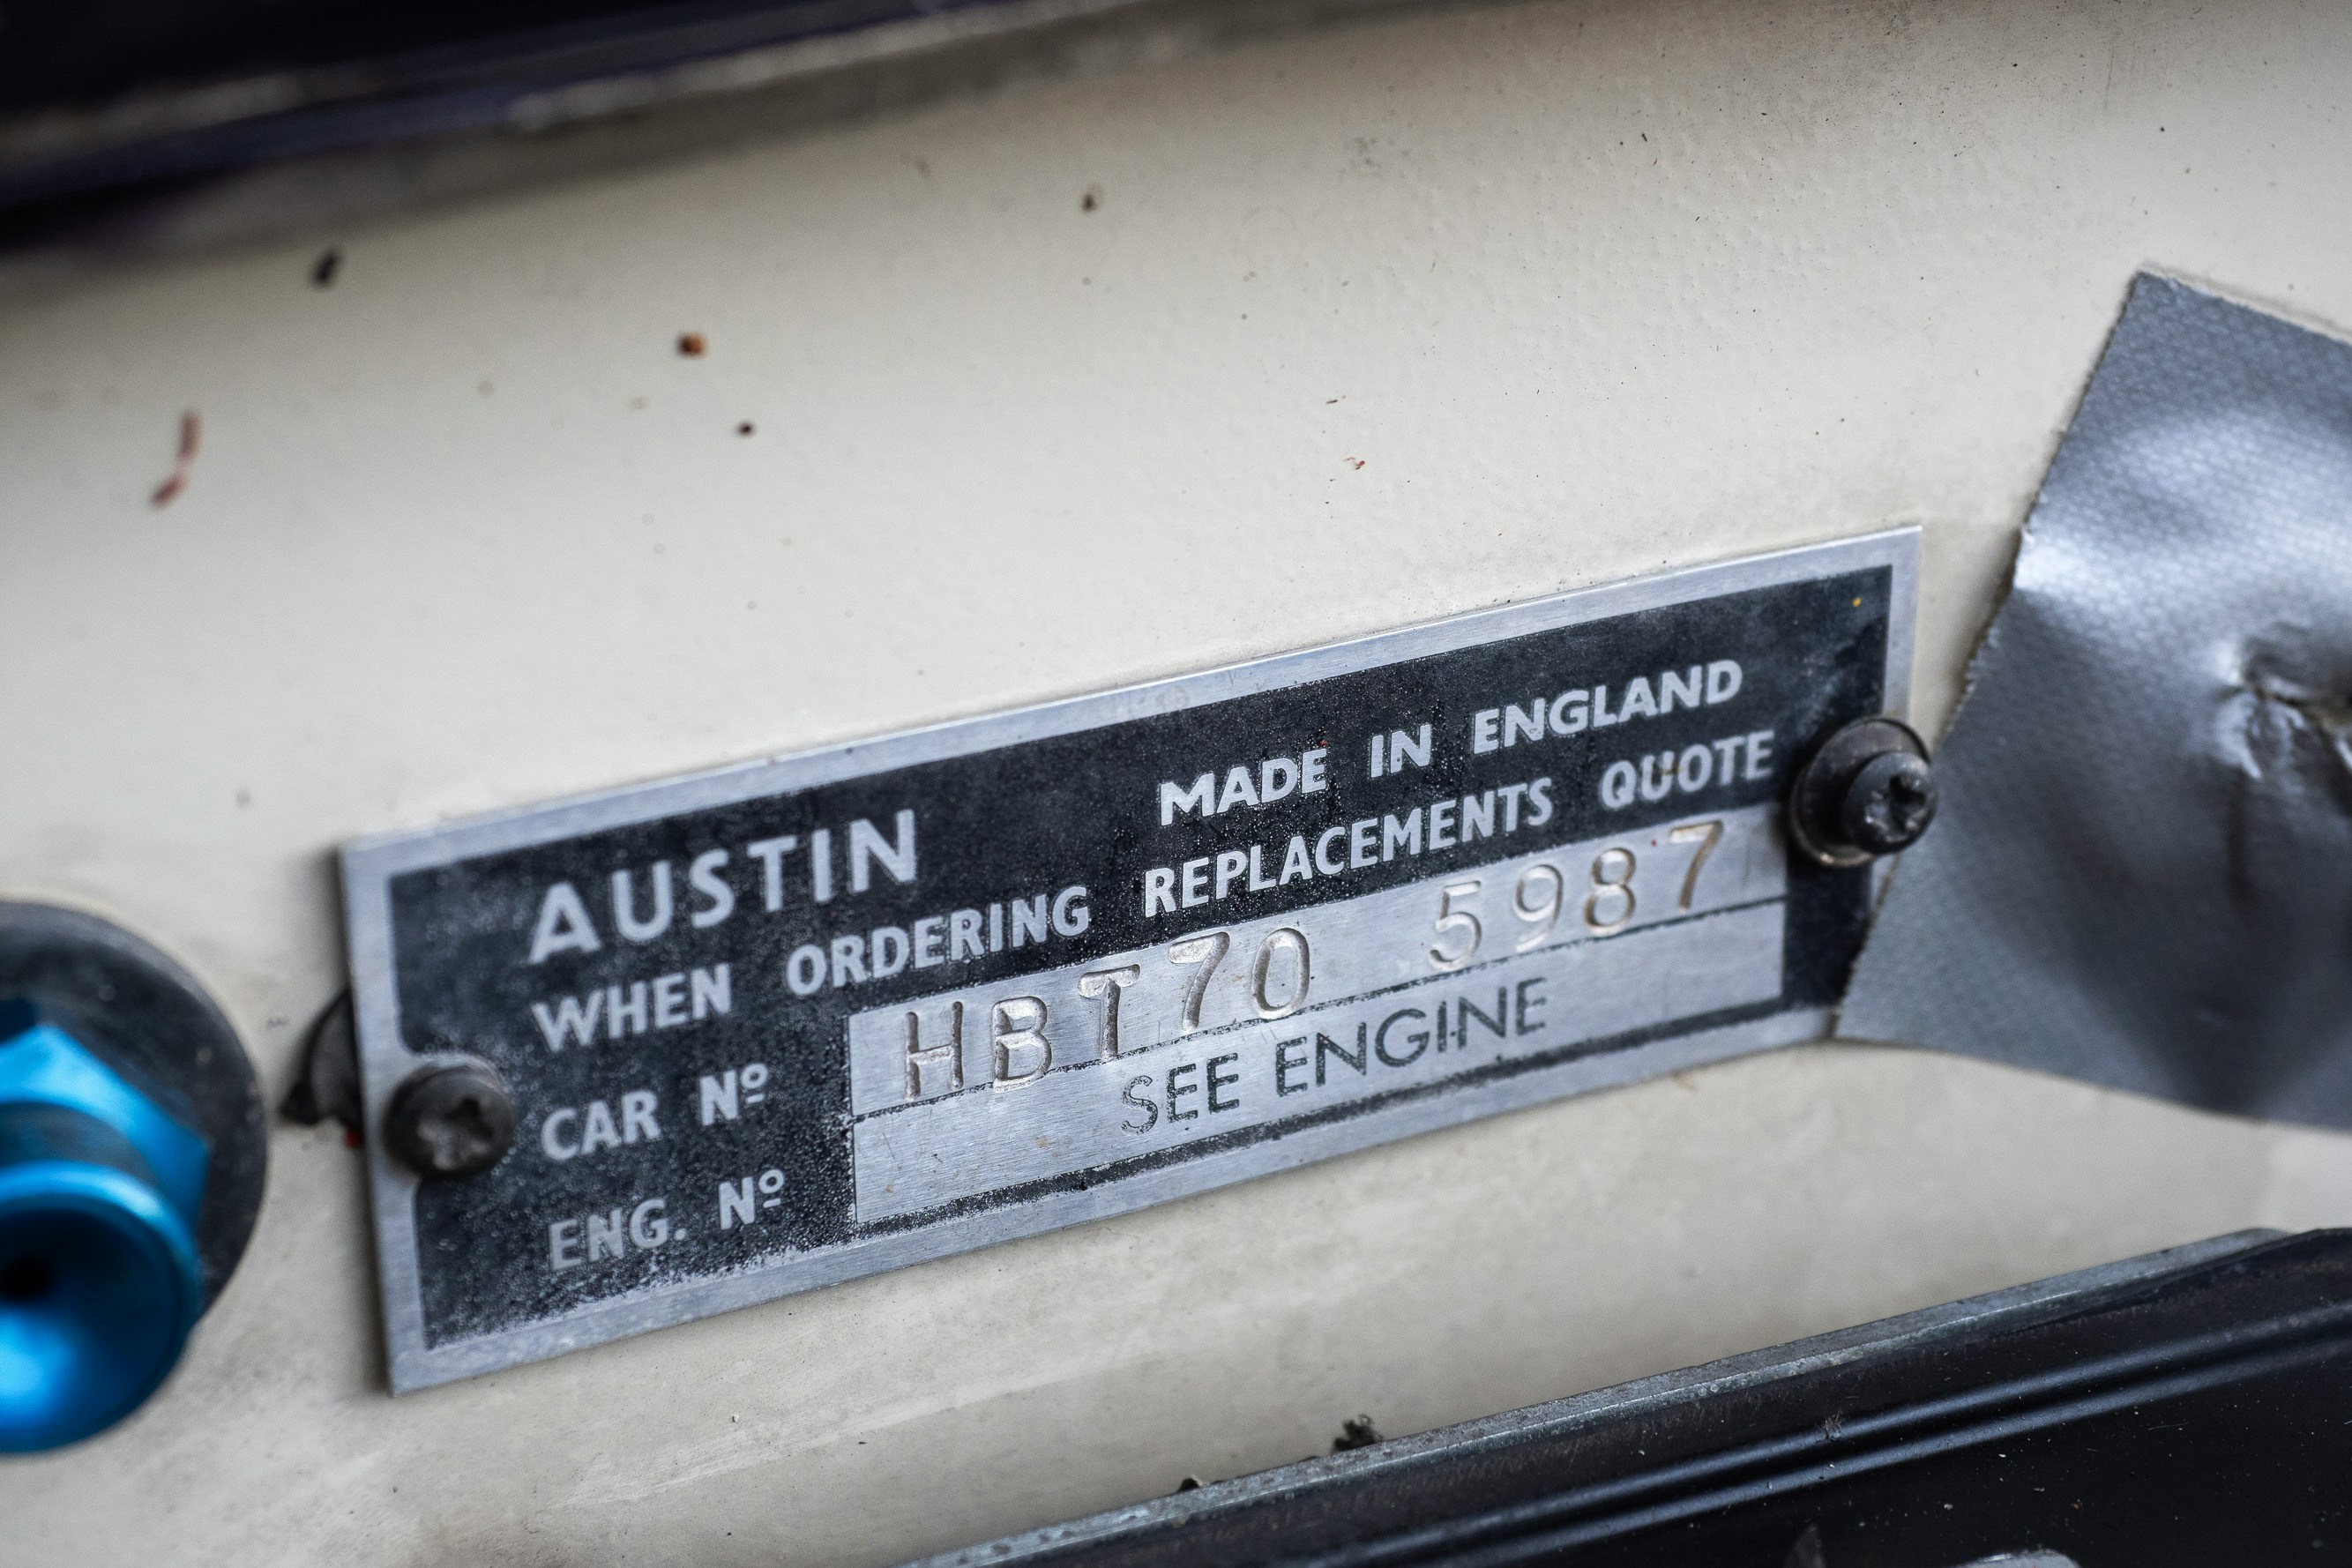 AUSTIN MADE IN ENGLAND
WHEN ORDERING REPLACEMENTS QUOTE
CAR Nº HBT70 5987
ENG. Nº SEE ENGINE